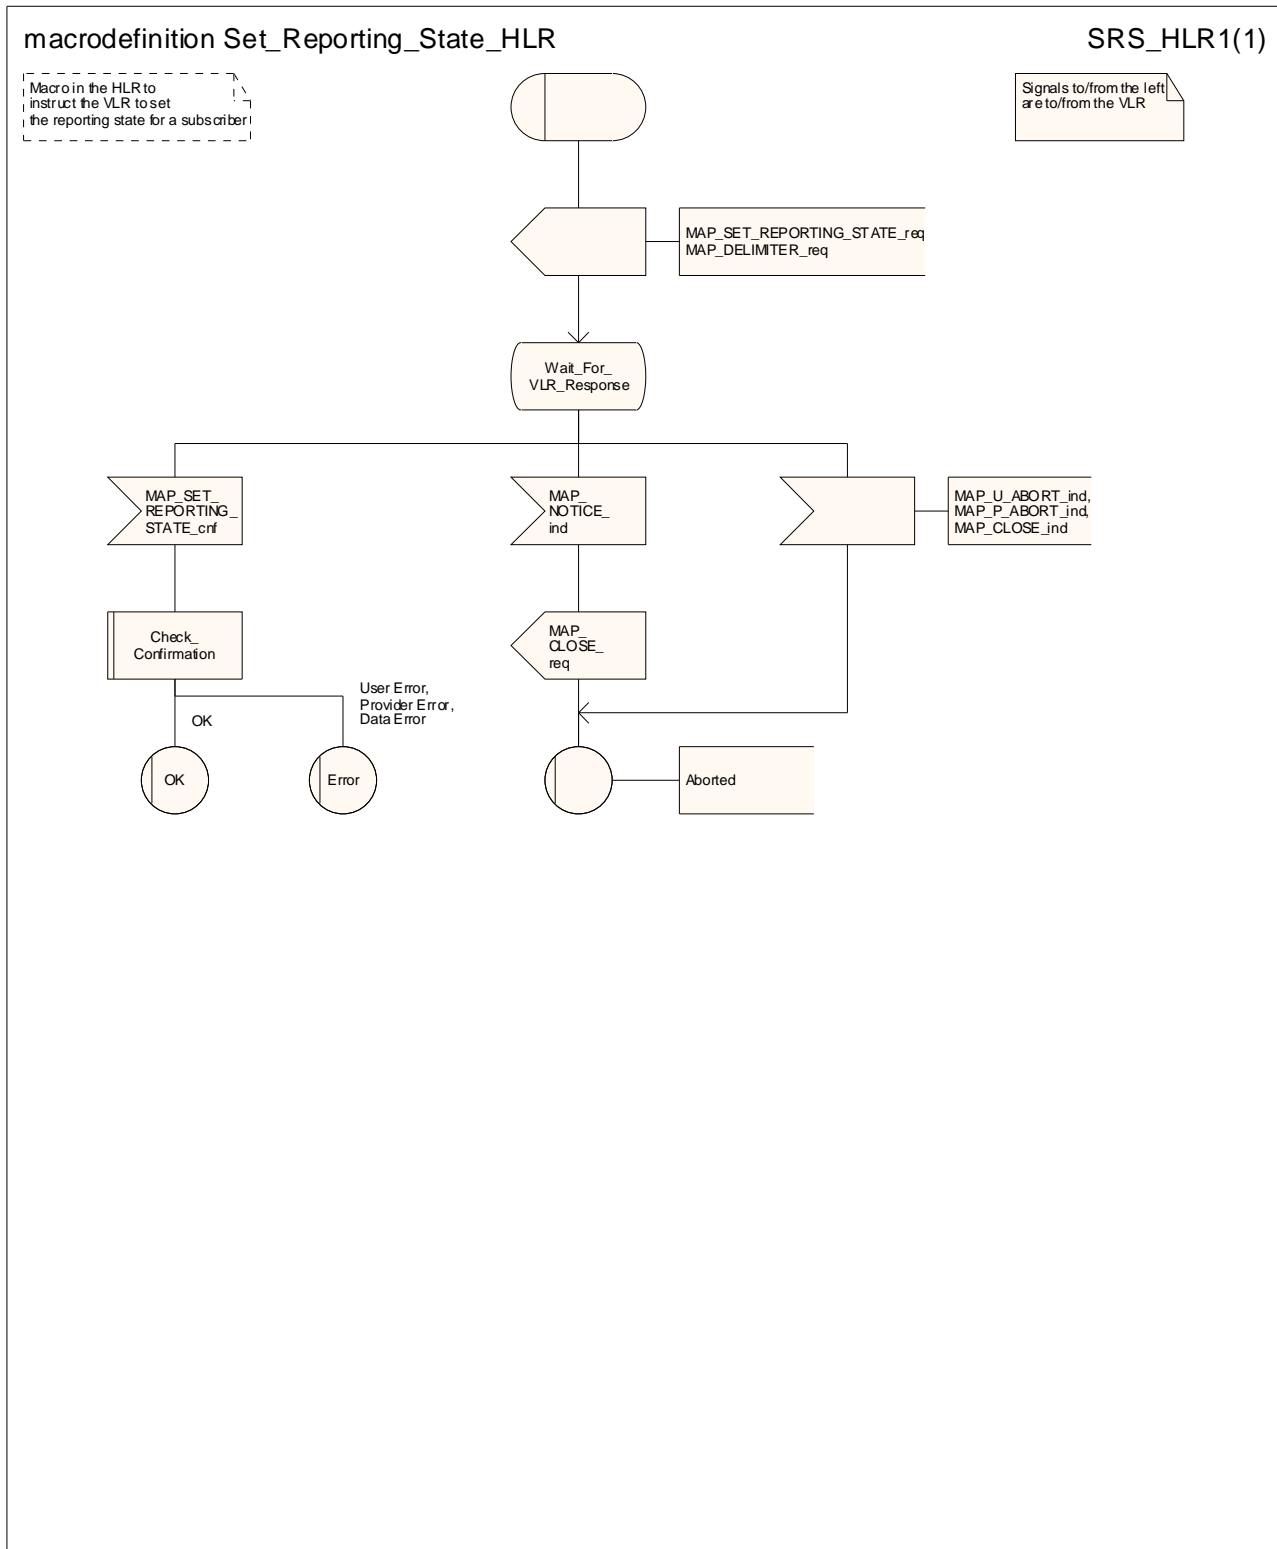 macrodefinition Set_Reporting_State_HLR
SRS_HLR1(1)
Macro in the HLR to
instruct the VLR to set
the reporting state for a subscriber
Signals to/from the left
are to/from the VLR
MAP_SET_REPORTING_STATE_req
MAP_DELIMITER_req
Wait_For_
VLR_Response
MAP_SET_
REPORTING_
STATE_cnf
MAP_
NOTICE_
ind
MAP_U_ABORT_ind,
MAP_P_ABORT_ind,
MAP_CLOSE_ind
Check_
Confirmation
MAP_
CLOSE_
req
User Error,
Provider Error,
Data Error
OK
OK
Error
Aborted